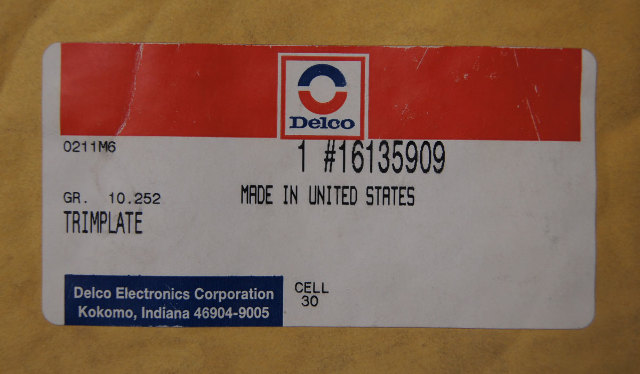 Delco
0211M6
1 #16135909
GR. 10.252
MADE IN UNITED STATES
TRIMPLATE
Delco Electronics Corporation
Kokomo, Indiana 46904-9005
CELL
30